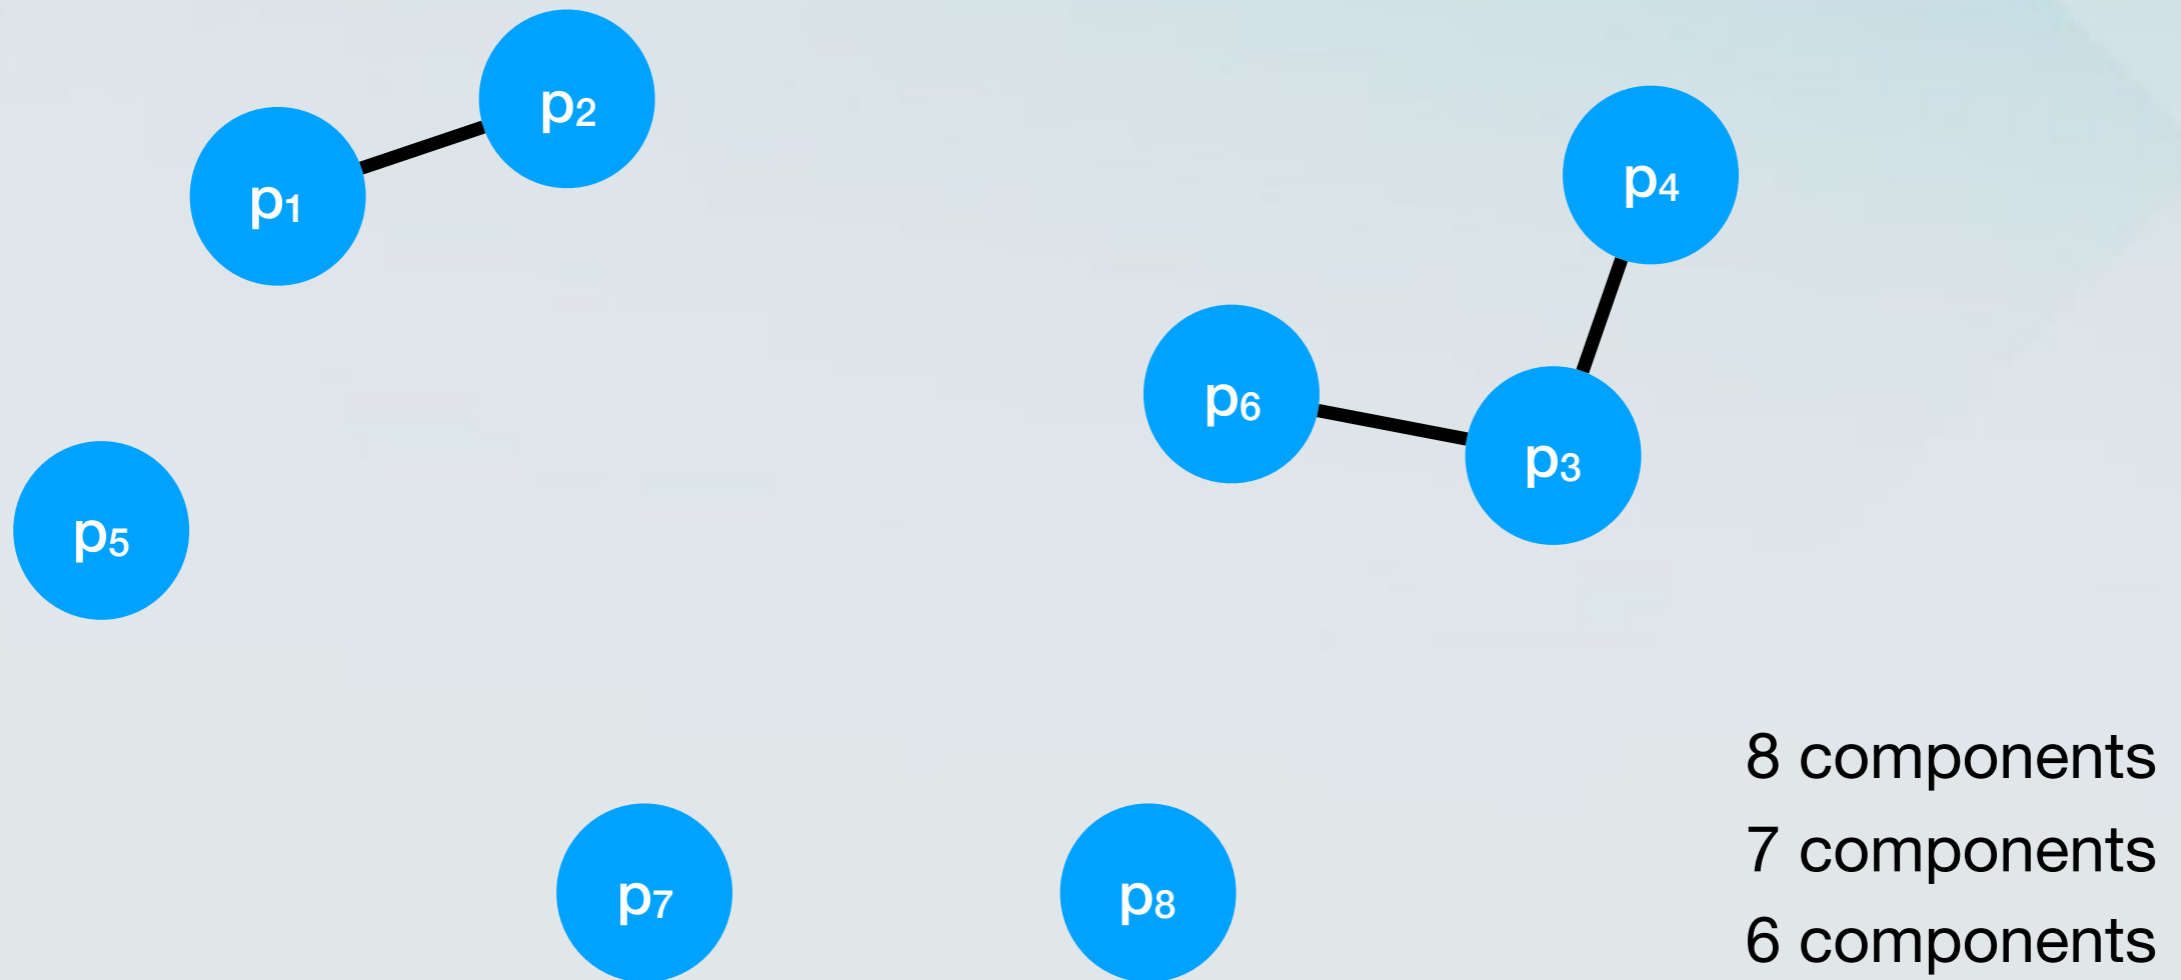 p₂
p₁
p₄
p₆
p₃
p₅
8 components
7 components
p₇
p₈
6 components